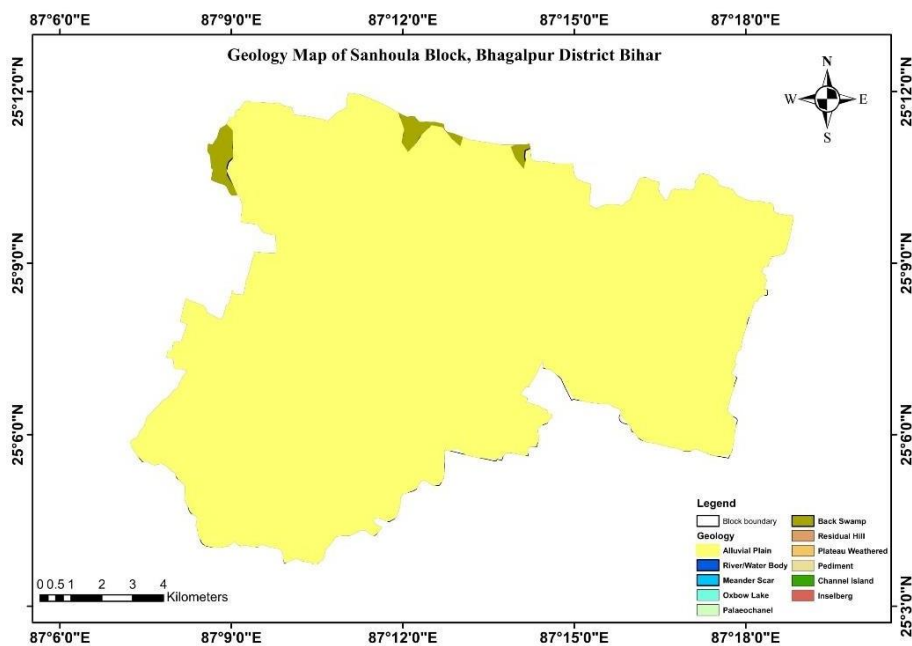 87°6'0"E 87°9'0"E 87°12'0"E 87°15'0"E 87°18'0"E
Geology Map of Sanhoula Block, Bhagalpur District Bihar
N
W E
S
25°12'0"N 25°12'0"N
25°9'0"N 25°9'0"N
25°6'0"N 25°6'0"N
25°3'0"N 25°3'0"N
Legend
Block boundary
Geology
Alluvial Plain
River/Water Body
Meander Scar
Oxbow Lake
Palaeochanel
Back Swamp
Residual Hill
Plateau Weathered
Pediment
Channel Island
Inselberg
0 0.5 1 2 3 4
Kilometers
87°6'0"E 87°9'0"E 87°12'0"E 87°15'0"E 87°18'0"E